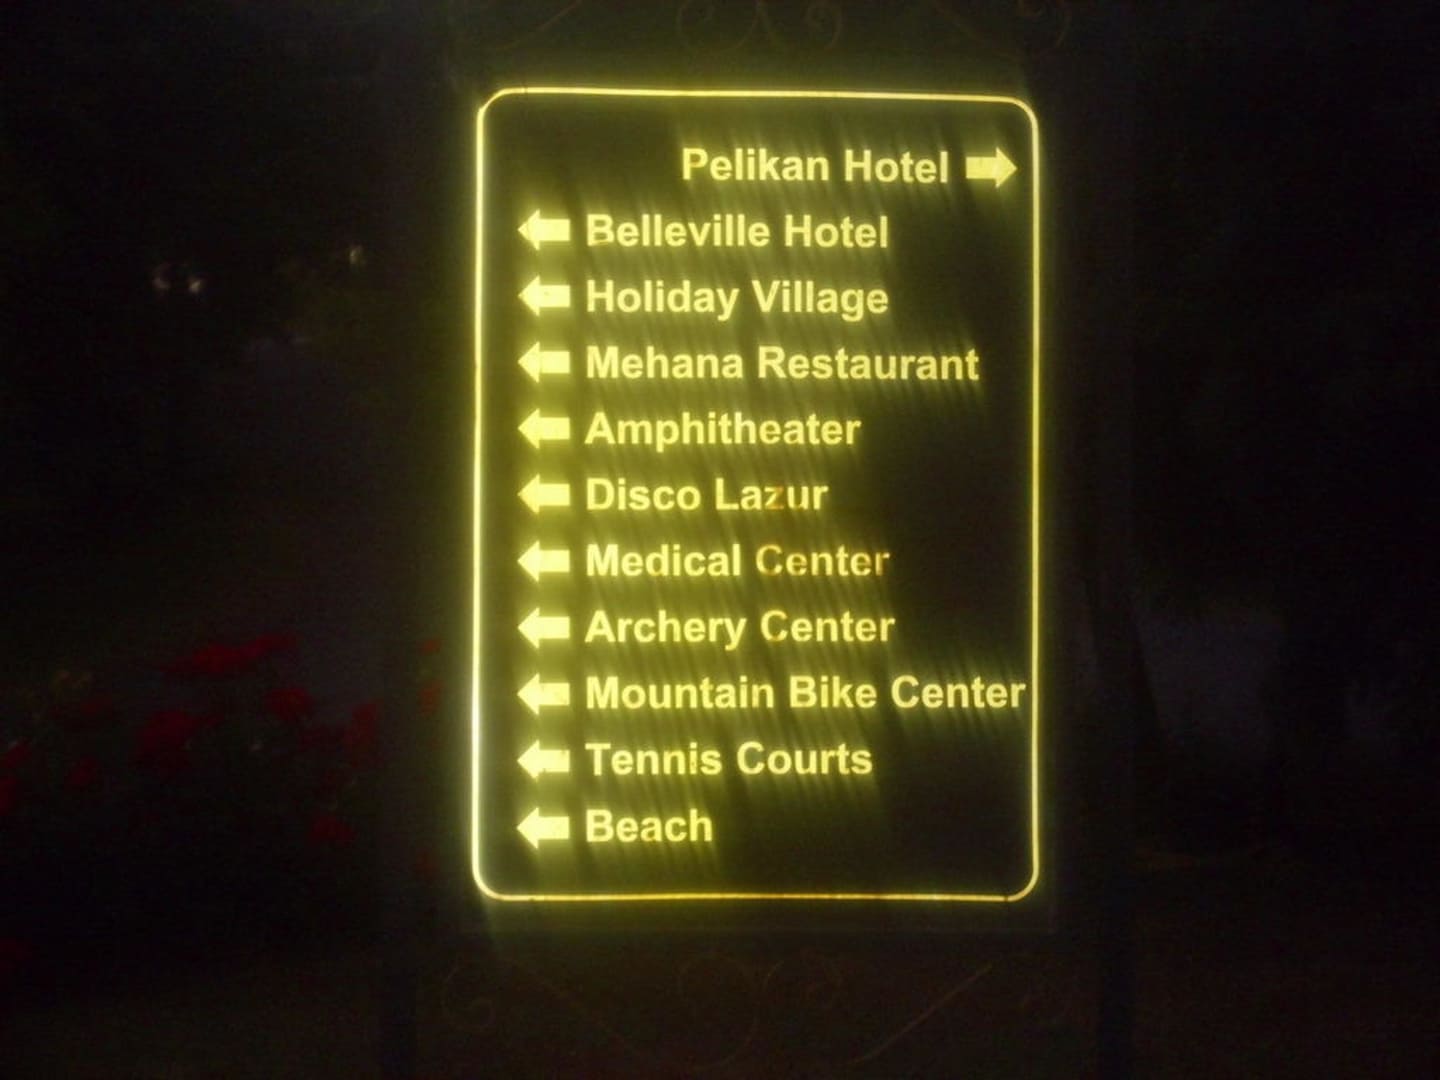 Pelikan Hotel
Belleville Hotel
Holiday Village
Mehana Restaurant
Amphitheater
Disco Lazur
Medical Center
Archery Center
Mountain Bike Center
Tennis Courts
Beach